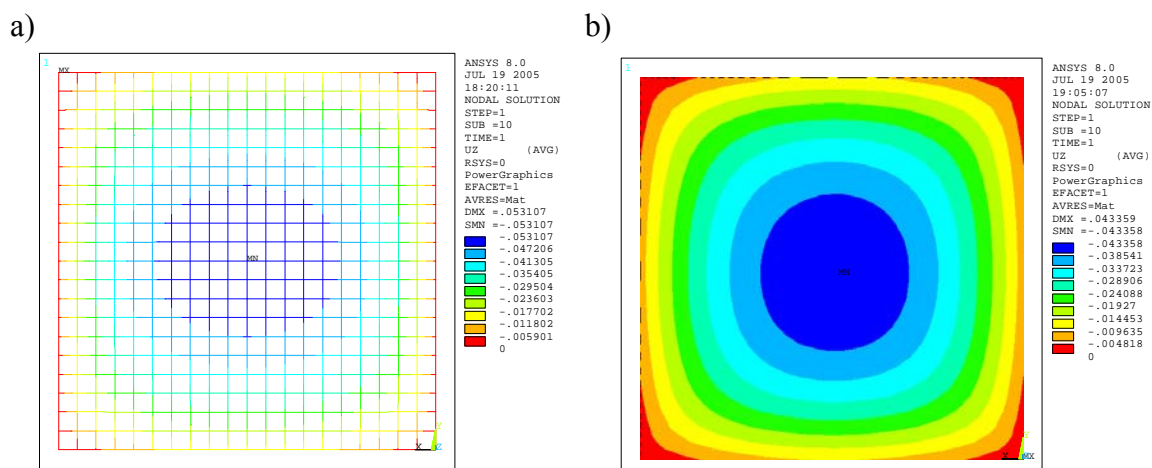 a)
b)
1
MX
MN
ANSYS 8.0
JUL 19 2005
18:20:11
NODAL SOLUTION
STEP=1
SUB =10
TIME=1
UZ (AVG)
RSYS=0
PowerGraphics
EFACET=1
AVRES=Mat
DMX =.053107
SMN =-.053107
-.053107
-.047206
-.041305
-.035405
-.029504
-.023603
-.017702
-.011802
-.005901
0
X
Y
Z
1
MN
ANSYS 8.0
JUL 19 2005
19:05:07
NODAL SOLUTION
STEP=1
SUB =10
TIME=1
UZ (AVG)
RSYS=0
PowerGraphics
EFACET=1
AVRES=Mat
DMX =.043359
SMN =-.043358
-.043358
-.038541
-.033723
-.028906
-.024088
-.01927
-.014453
-.009635
-.004818
0
Y
X
MX